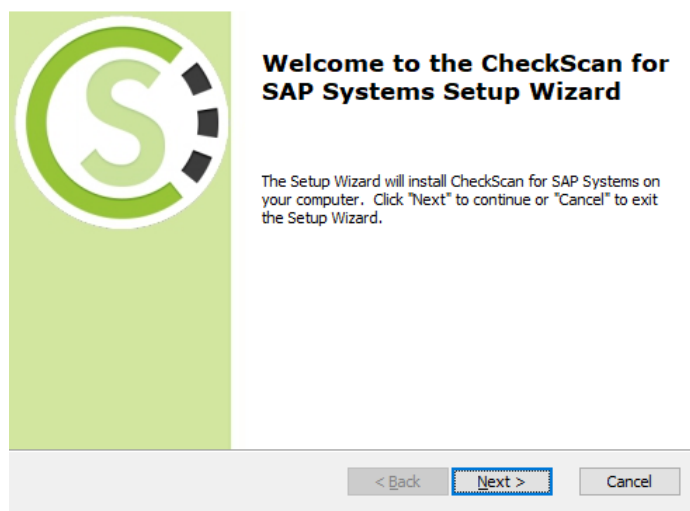 S
Welcome to the CheckScan for
SAP Systems Setup Wizard
The Setup Wizard will install CheckScan for SAP Systems on
your computer.  Click "Next" to continue or "Cancel" to exit
the Setup Wizard.
< Back
Next >
Cancel